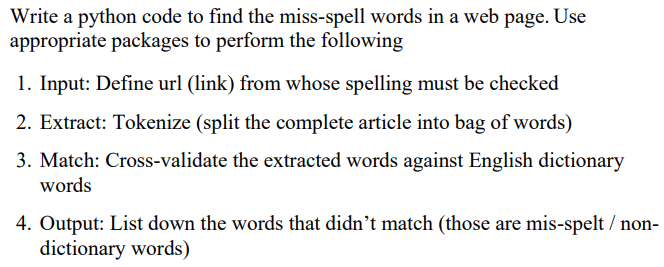 Write a python code to find the miss-spell words in a web page. Use
appropriate packages to perform the following
1. Input: Define url (link) from whose spelling must be checked
2. Extract: Tokenize (split the complete article into bag of words)
3. Match: Cross-validate the extracted words against English dictionary
words
4. Output: List down the words that didn’t match (those are mis-spelt / non-
dictionary words)